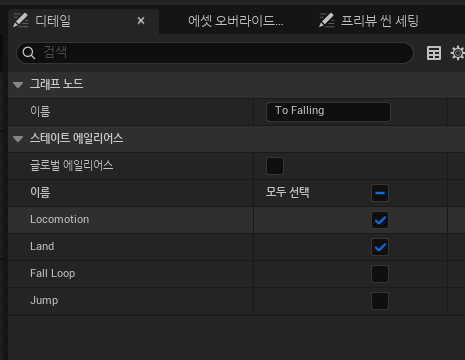 디테일
에셋 오버라이드...
프리뷰 씬 세팅
검색
그래프 노드
이름 To Falling
스테이트 에일리어스
글로벌 에일리어스
이름 모두 선택
Locomotion
Land
Fall Loop
Jump